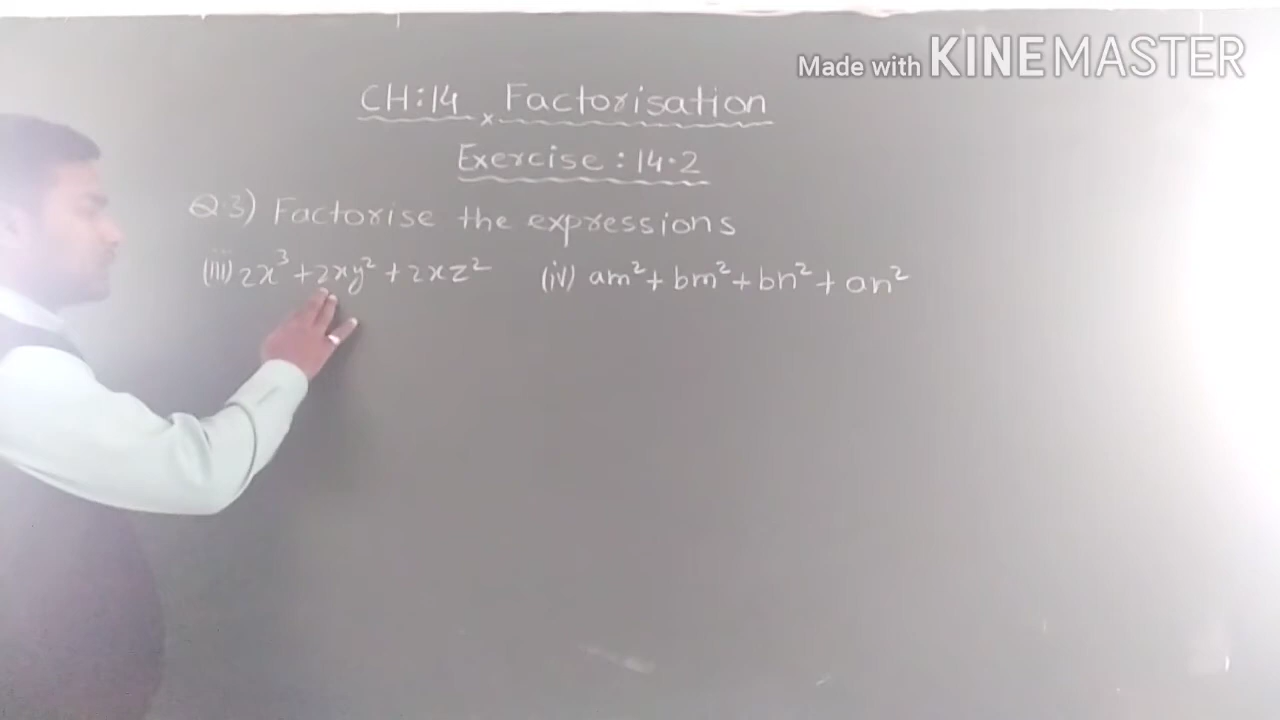 Made with KINEMASTER
CH:14 Factorisation
Exercise : 14.2
Q.3) Factorise the expressions
(iii) 2x³ + 2xy² + 2xz² (iv) am² + bm² + bn² + an²